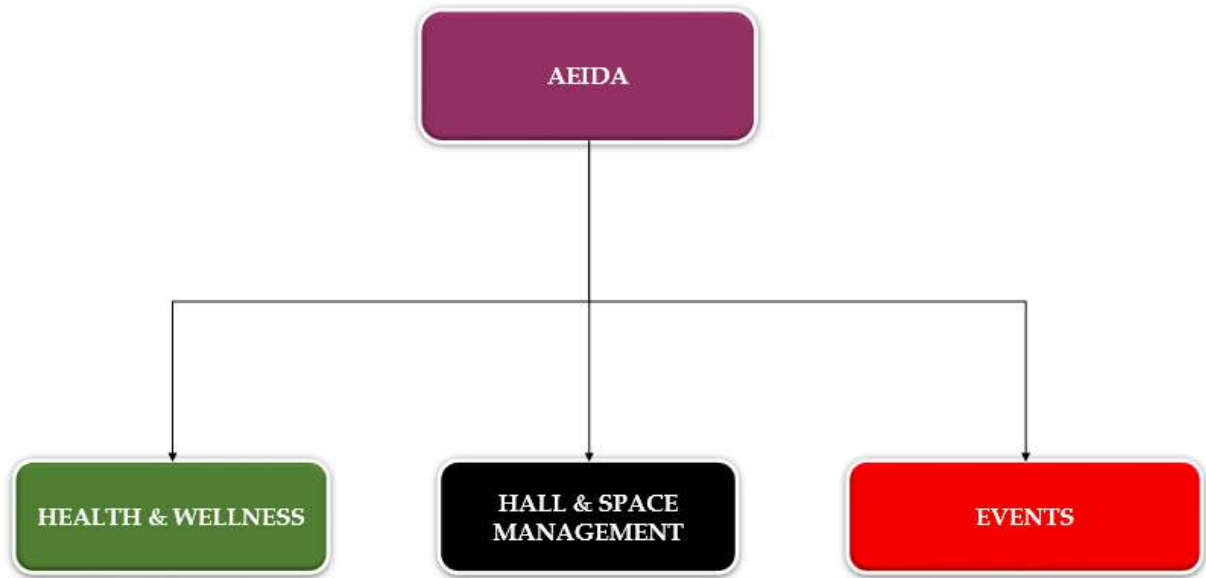 AEIDA
HEALTH & WELLNESS
HALL & SPACE
MANAGEMENT
EVENTS